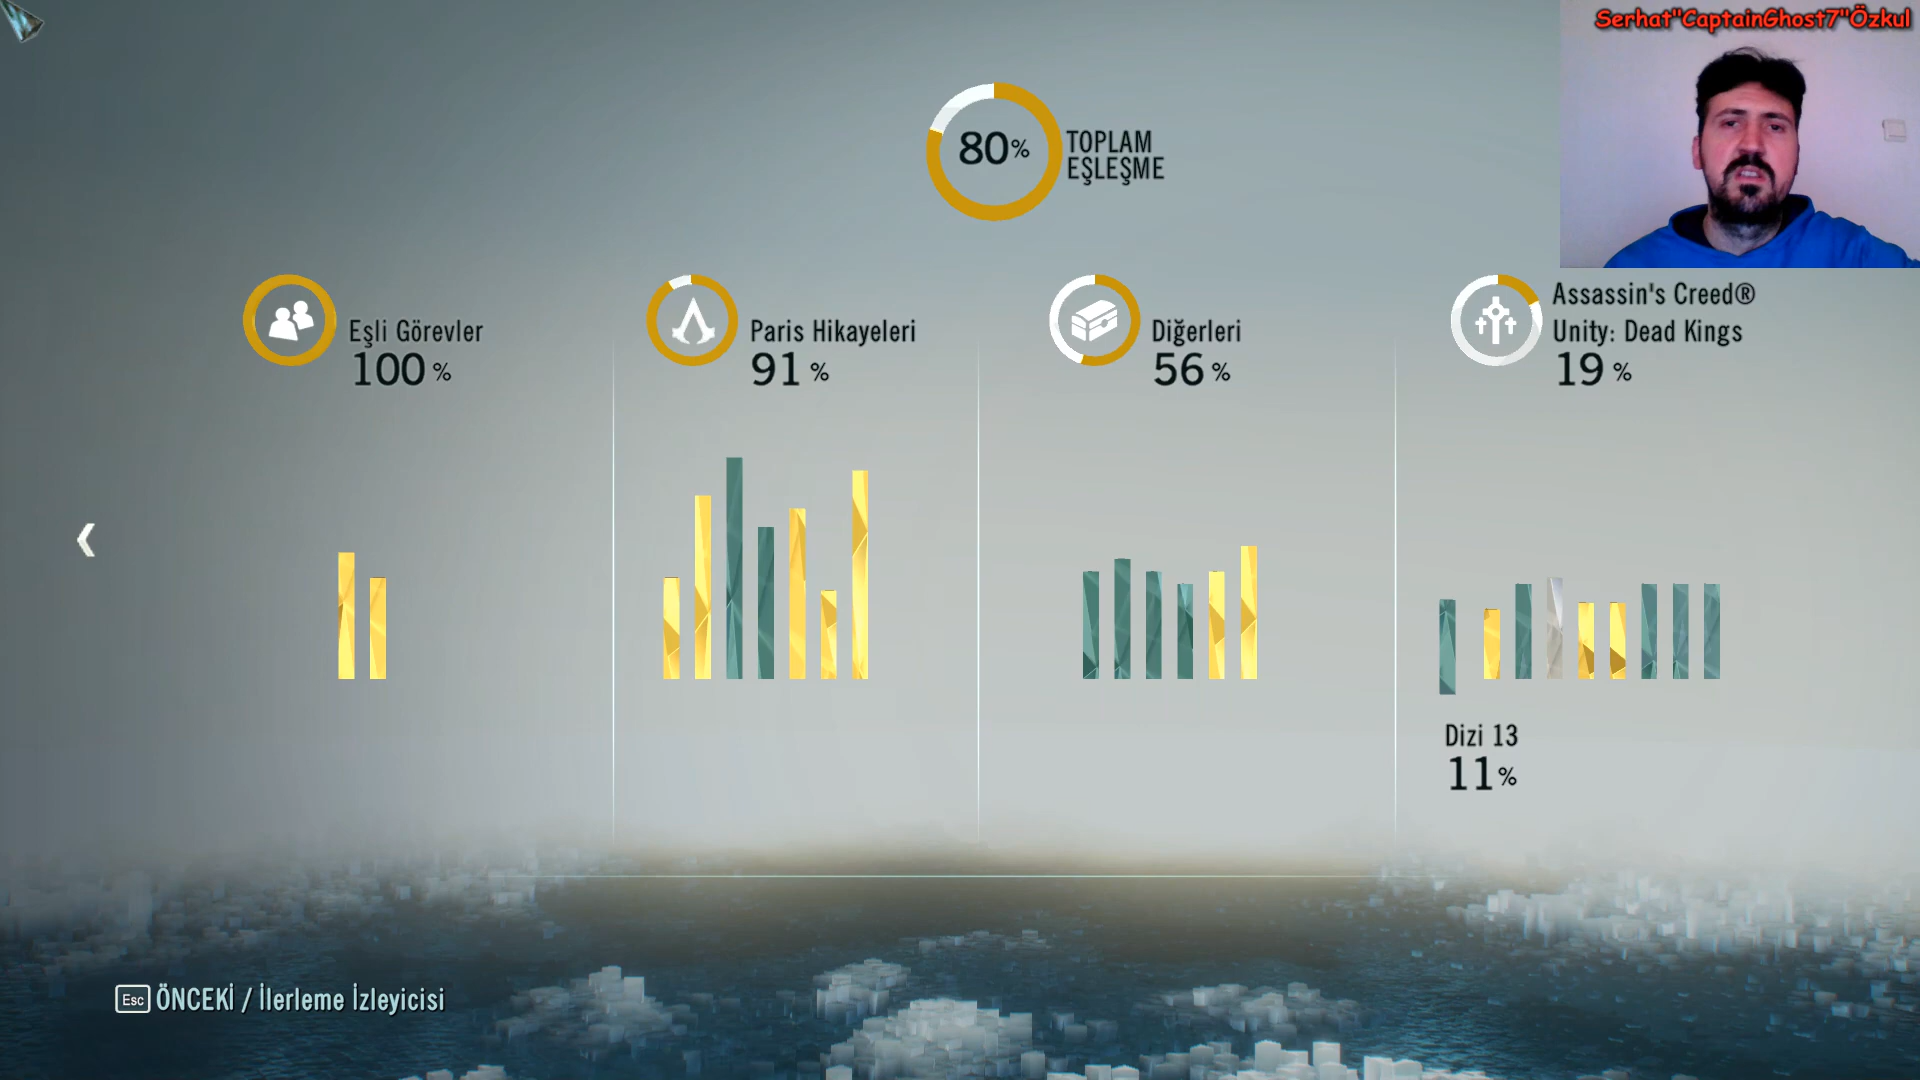 Serhat"CaptainGhost7"Özkul
80%
TOPLAM
EŞLEŞME
Eşli Görevler
100 %
Paris Hikayeleri
91 %
Diğerleri
56 %
Assassin's Creed®
Unity: Dead Kings
19 %
Dizi 13
11%
Esc ÖNCEKİ / İlerleme İzleyicisi